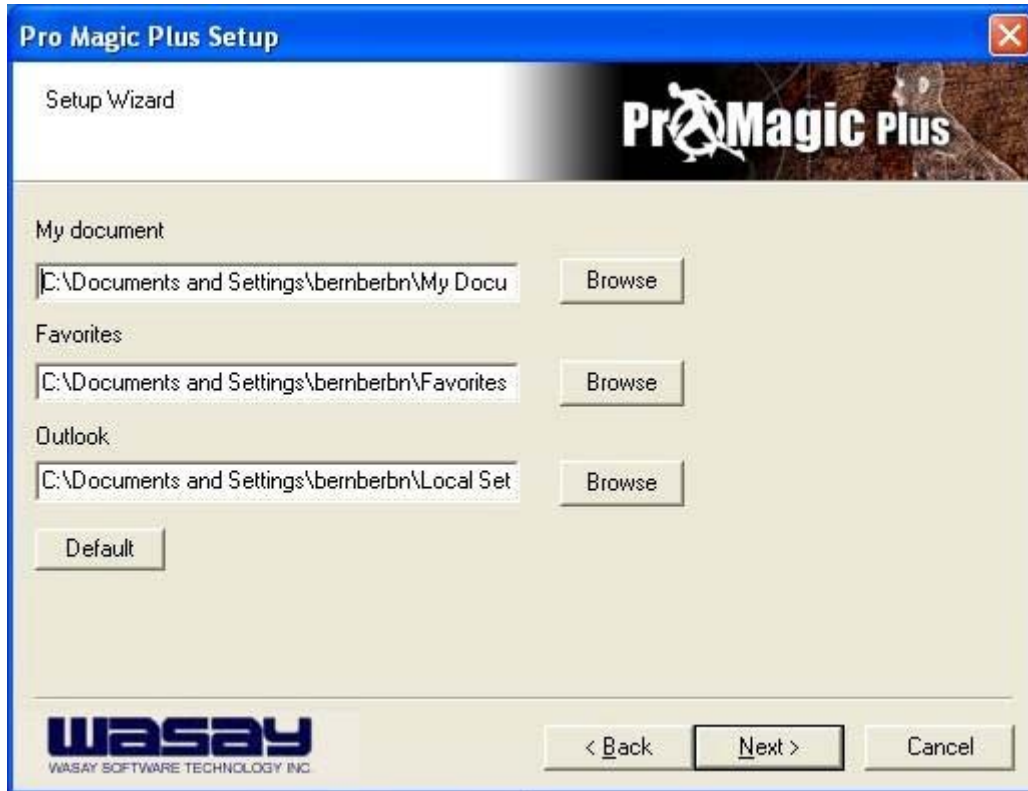 Pro Magic Plus Setup
Setup Wizard
Pro Magic Plus
My document
C:\Documents and Settings\bernberbn\My Docu
Browse
Favorites
C:\Documents and Settings\bernberbn\Favorites
Browse
Outlook
C:\Documents and Settings\bernberbn\Local Set
Browse
Default
wasay
WASAY SOFTWARE TECHNOLOGY INC.
< Back
Next >
Cancel